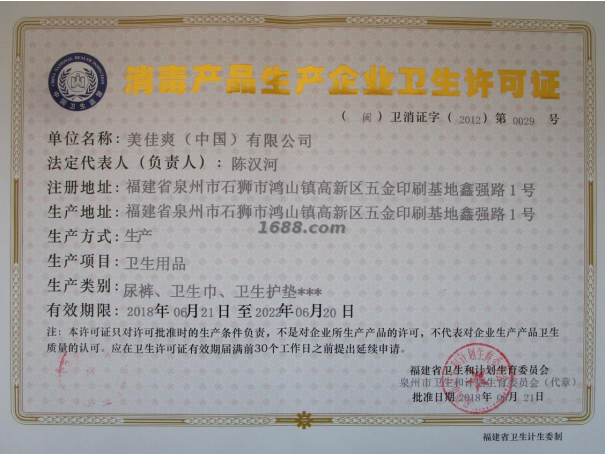 消毒产品生产企业卫生许可证
（ 闽 ）卫消证字（ 2012）第 0029 号
单位名称：美佳爽（中国）有限公司
法定代表人（负责人）：陈汉河
注册地址：福建省泉州市石狮市鸿山镇高新区五金印刷基地鑫强路1号
生产地址：福建省泉州市石狮市鸿山镇高新区五金印刷基地鑫强路1号
1688.com
生产方式：生产
生产项目：卫生用品
生产类别：尿裤、卫生巾、卫生护垫***
有效期限：2018年 06月21日 至2022年06月20日
注：本许可证只对许可批准时的生产条件负责，不是对企业所生产产品的许可，不代表对企业生产产品卫生
质量的认可。应在卫生许可证有效期届满前30个工作日之前提出延续申请。
福建省卫生和计划生育委员会
泉州市卫生和计划生育委员会（代章）
批准日期2018年 06月 21日
福建省卫生计生委制